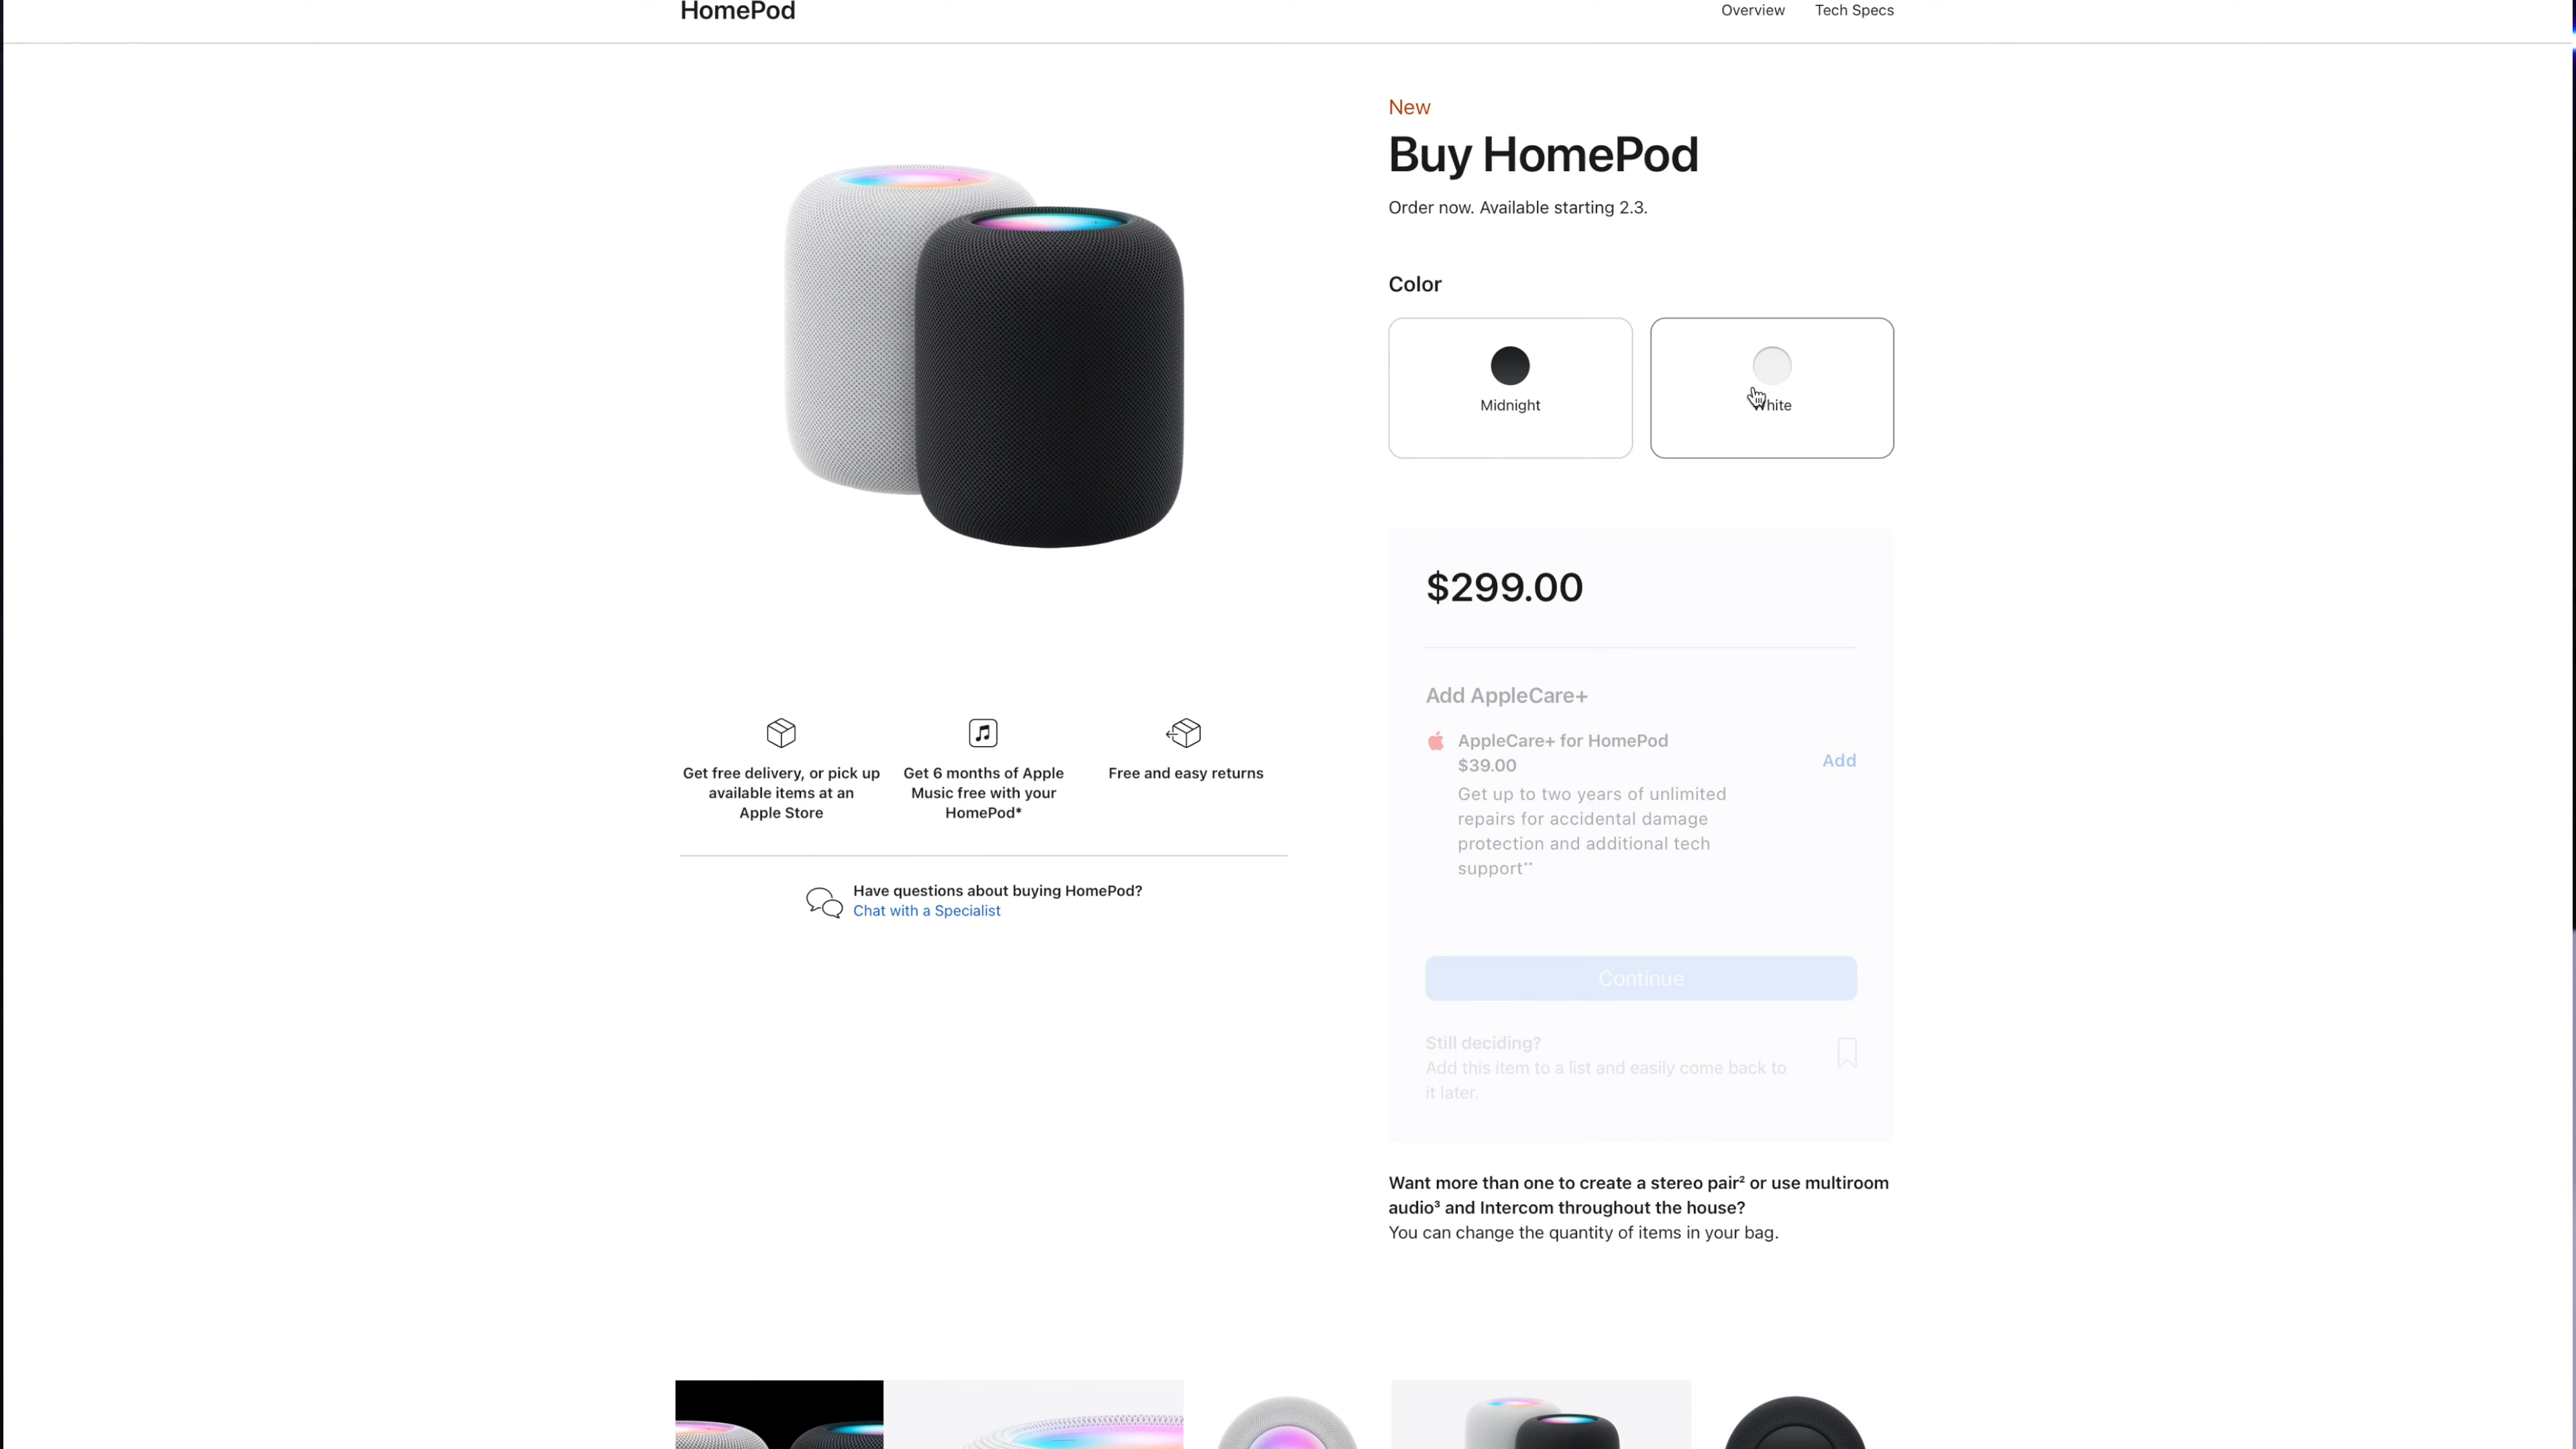 HomePod
Overview
Tech Specs
New
Buy HomePod
Order now. Available starting 2.3.
Color
Midnight
White
$299.00
Add AppleCare+
AppleCare+ for HomePod
$39.00
Add
Get up to two years of unlimited
repairs for accidental damage
protection and additional tech
support**
Continue
Still deciding?
Add this item to a list and easily come back to
it later.
Get free delivery, or pick up
available items at an
Apple Store
Get 6 months of Apple
Music free with your
HomePod*
Free and easy returns
Have questions about buying HomePod?
Chat with a Specialist
Want more than one to create a stereo pair² or use multiroom
audio³ and Intercom throughout the house?
You can change the quantity of items in your bag.